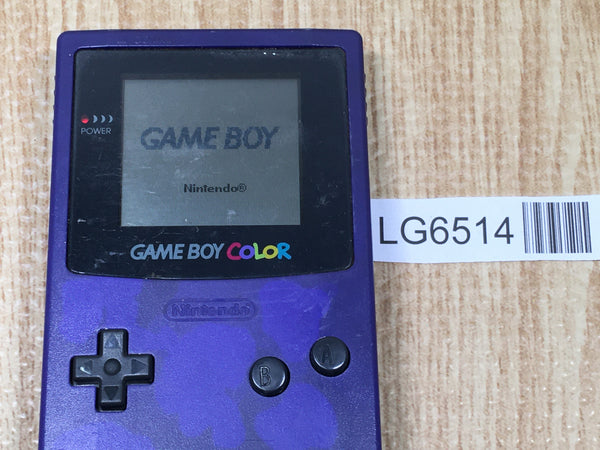 POWER
GAME BOY
Nintendo®
GAME BOY COLOR
Nintendo
B A
LG6514